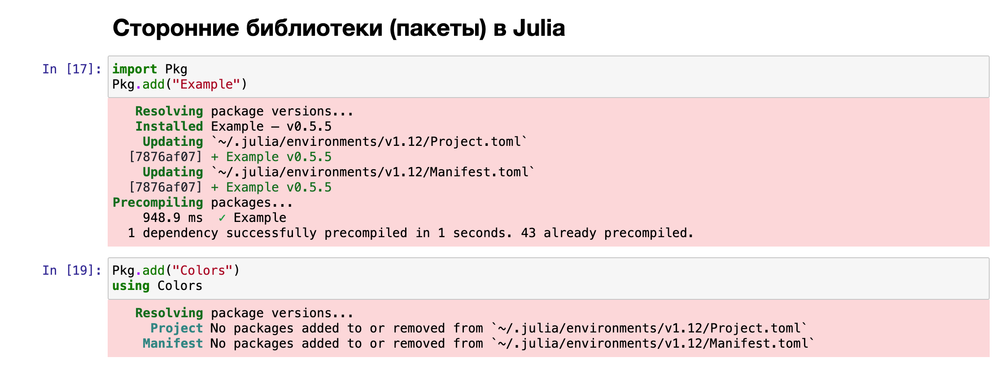 Сторонние библиотеки (пакеты) в Julia
In [17]:
import Pkg
Pkg.add("Example")
Resolving package versions...
Installed Example ─ v0.5.5
Updating `~/.julia/environments/v1.12/Project.toml`
[7876af07] + Example v0.5.5
Updating `~/.julia/environments/v1.12/Manifest.toml`
[7876af07] + Example v0.5.5
Precompiling packages...
948.9 ms ✓ Example
1 dependency successfully precompiled in 1 seconds. 43 already precompiled.
In [19]:
Pkg.add("Colors")
using Colors
Resolving package versions...
Project No packages added to or removed from `~/.julia/environments/v1.12/Project.toml`
Manifest No packages added to or removed from `~/.julia/environments/v1.12/Manifest.toml`